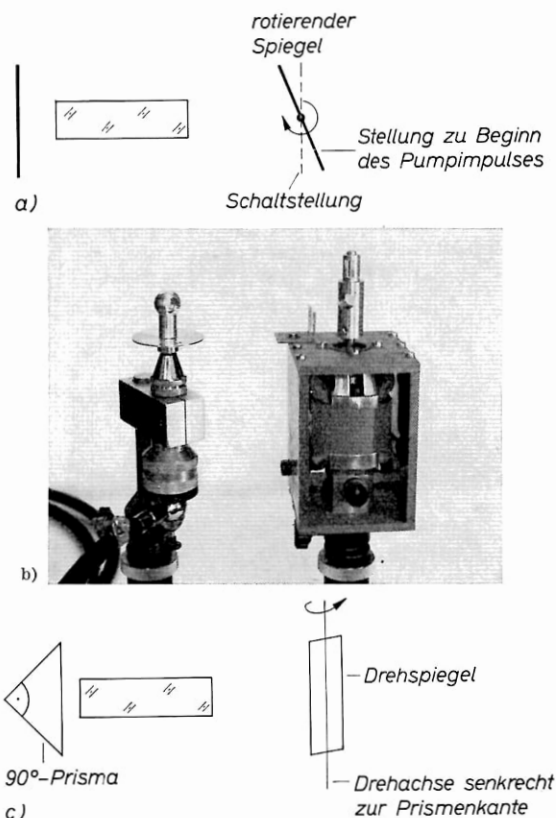 rotierender
Spiegel
Stellung zu Beginn
des Pumpimpulses
Schaltstellung
a)
b)
Drehspiegel
90°-Prisma
Drehachse senkrecht
zur Prismenkante
c)